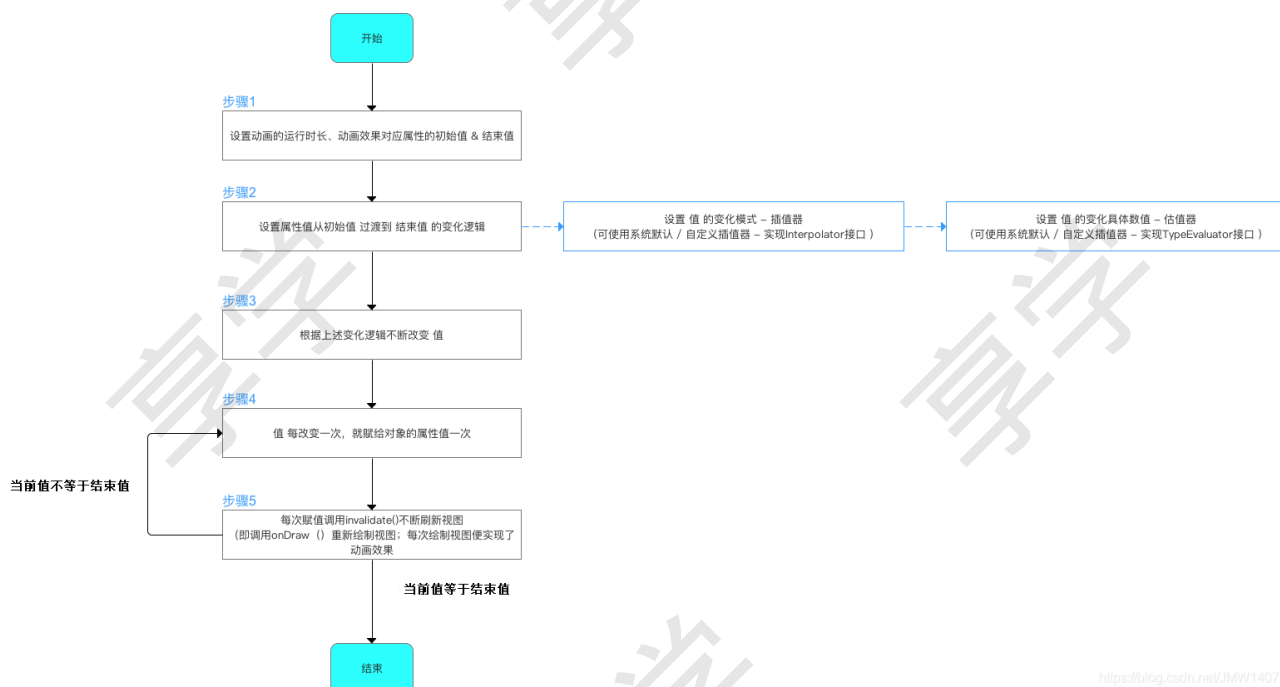 开始
步骤1
设置动画的运行时长、动画效果对应属性的初始值 & 结束值
步骤2
设置属性值从初始值 过渡到 结束值 的变化逻辑
设置 值 的变化模式 – 插值器
（可使用系统默认 / 自定义插值器 – 实现Interpolator接口 ）
设置 值 的变化具体数值 – 估值器
（可使用系统默认 / 自定义插值器 – 实现TypeEvaluator接口 ）
步骤3
根据上述变化逻辑不断改变 值
步骤4
值 每改变一次，就赋给对象的属性值一次
当前值不等于结束值
步骤5
每次赋值调用invalidate()不断刷新视图
（即调用onDraw（）重新绘制视图；每次绘制视图便实现了
动画效果
当前值等于结束值
结束
享学
享学
享学
享学
https://blog.csdn.net/JMW1407